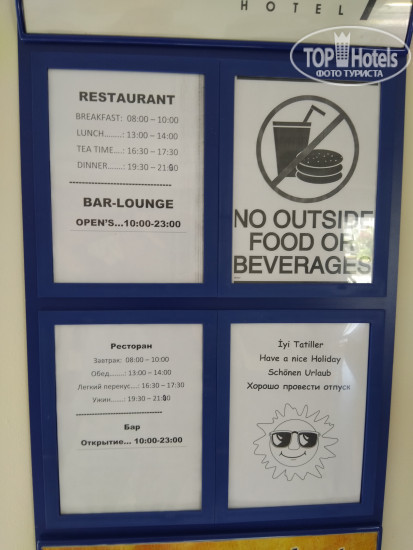 HOTEL
TOP Hotels
ФОТО ТУРИСТА
RESTAURANT
BREAKFAST: 08:00 – 10:00
LUNCH........: 13:00 – 14:00
TEA TIME.....: 16:30 – 17:30
DINNER.......: 19:30 – 21:00
BAR-LOUNGE
OPEN'S...10:00-23:00
NO OUTSIDE
FOOD OR
BEVERAGES
Ресторан
Завтрак: 08:00 – 10:00
Обед........: 13:00 – 14:00
Легкий перекус....: 16:30 – 17:30
Ужин.......: 19:30 – 21:00
Бар
Открытие... 10:00-23:00
İyi Tatiller
Have a nice Holiday
Schönen Urlaub
Хорошо провести отпуск